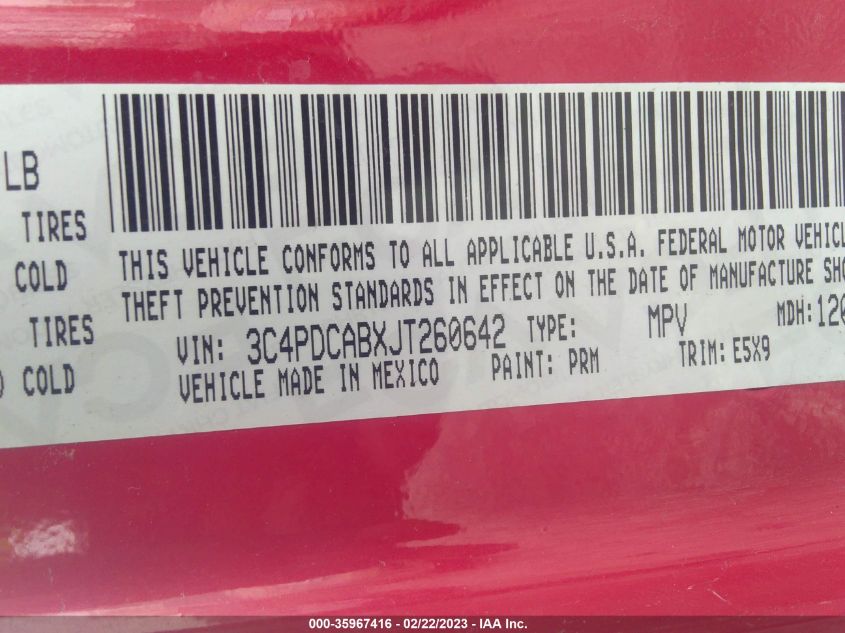 LB
TIRES
COLD
TIRES
COLD
THIS VEHICLE CONFORMS TO ALL APPLICABLE U.S.A. FEDERAL MOTOR VEHICL
THEFT PREVENTION STANDARDS IN EFFECT ON THE DATE OF MANUFACTURE SHO
VIN: 3C4PDCABXJT260642 TYPE: MPV MDH:120
VEHICLE MADE IN MEXICO PAINT: PRM TRIM: E5X9
000-35967416 - 02/22/2023 - IAA Inc.